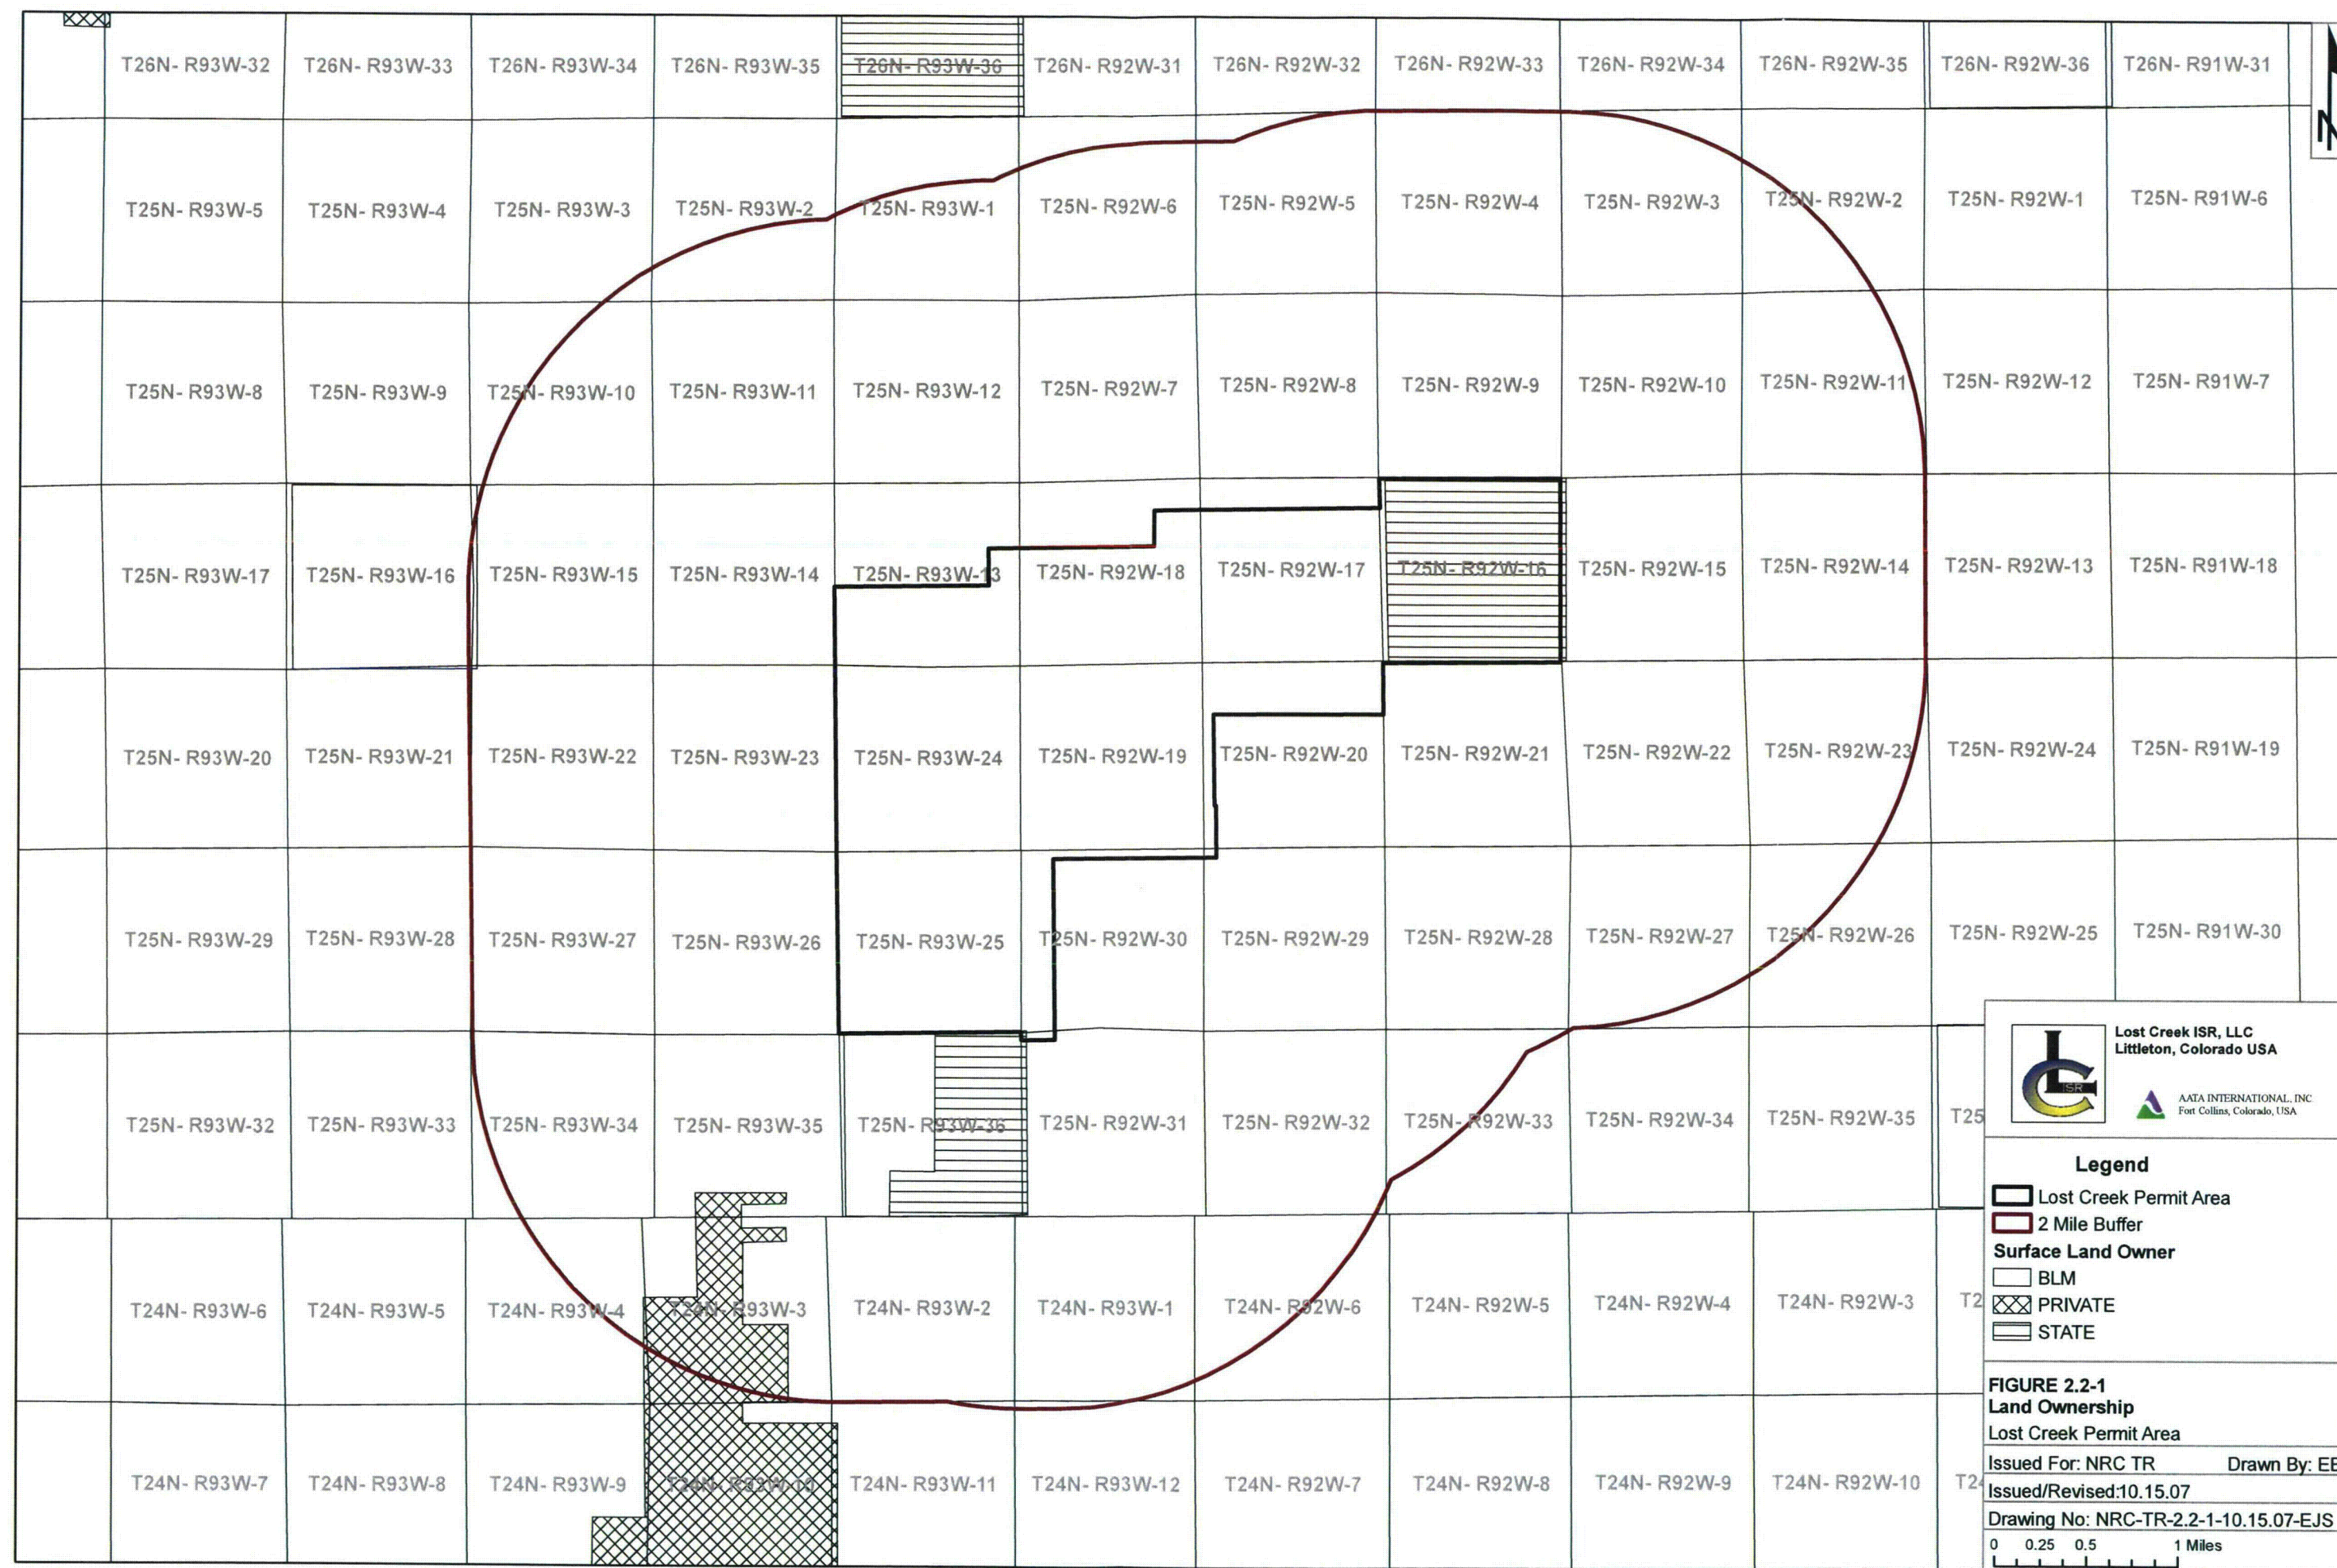 T26N- R93W-32 T26N- R93W-33 T26N- R93W-34 T26N- R93W-35 T26N- R93W-36 T26N- R92W-31 T26N- R92W-32 T26N- R92W-33 T26N- R92W-34 T26N- R92W-35 T26N- R92W-36 T26N- R91W-31
N
T25N- R93W-5 T25N- R93W-4 T25N- R93W-3 T25N- R93W-2 T25N- R93W-1 T25N- R92W-6 T25N- R92W-5 T25N- R92W-4 T25N- R92W-3 T25N- R92W-2 T25N- R92W-1 T25N- R91W-6
T25N- R93W-8 T25N- R93W-9 T25N- R93W-10 T25N- R93W-11 T25N- R93W-12 T25N- R92W-7 T25N- R92W-8 T25N- R92W-9 T25N- R92W-10 T25N- R92W-11 T25N- R92W-12 T25N- R91W-7
T25N- R93W-17 T25N- R93W-16 T25N- R93W-15 T25N- R93W-14 T25N- R93W-13 T25N- R92W-18 T25N- R92W-17 T25N- R92W-16 T25N- R92W-15 T25N- R92W-14 T25N- R92W-13 T25N- R91W-18
T25N- R93W-20 T25N- R93W-21 T25N- R93W-22 T25N- R93W-23 T25N- R93W-24 T25N- R92W-19 T25N- R92W-20 T25N- R92W-21 T25N- R92W-22 T25N- R92W-23 T25N- R92W-24 T25N- R91W-19
T25N- R93W-29 T25N- R93W-28 T25N- R93W-27 T25N- R93W-26 T25N- R93W-25 T25N- R92W-30 T25N- R92W-29 T25N- R92W-28 T25N- R92W-27 T25N- R92W-26 T25N- R92W-25 T25N- R91W-30
T25N- R93W-32 T25N- R93W-33 T25N- R93W-34 T25N- R93W-35 T25N- R93W-36 T25N- R92W-31 T25N- R92W-32 T25N- R92W-33 T25N- R92W-34 T25N- R92W-35 T25
T24N- R93W-6 T24N- R93W-5 T24N- R93W-4 T24N- R93W-3 T24N- R93W-2 T24N- R93W-1 T24N- R92W-6 T24N- R92W-5 T24N- R92W-4 T24N- R92W-3 T2
T24N- R93W-7 T24N- R93W-8 T24N- R93W-9 T24N- R93W-10 T24N- R93W-11 T24N- R93W-12 T24N- R92W-7 T24N- R92W-8 T24N- R92W-9 T24N- R92W-10 T24
LC ISR
Lost Creek ISR, LLC
Littleton, Colorado USA
AATA INTERNATIONAL, INC
Fort Collins, Colorado, USA
Legend
Lost Creek Permit Area
2 Mile Buffer
Surface Land Owner
BLM
PRIVATE
STATE
FIGURE 2.2-1
Land Ownership
Lost Creek Permit Area
Issued For: NRC TR Drawn By: EE
Issued/Revised:10.15.07
Drawing No: NRC-TR-2.2-1-10.15.07-EJS
0 0.25 0.5 1 Miles